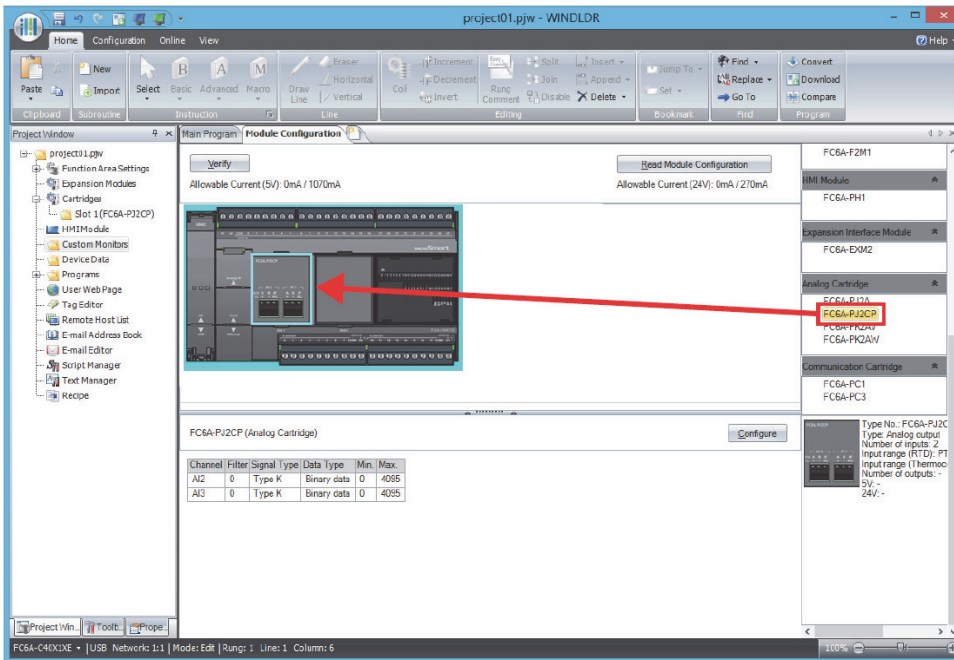 project01.pjw - WINDLDR
Home Configuration Online View Help
Paste New Import Select Basic Advanced Macro Draw Line Eraser Horizontal Vertical Coil Increment Decrement Invert Rung Comment Split Join Disable Insert Append Delete Jump To Set Find Replace Go To Convert Download Compare
Clipboard Subroutine Instruction Line Editing Bookmark Find Program
Project Window
project01.pjw
Function Area Settings
Expansion Modules
Cartridges
Slot 1(FC6A-PJ2CP)
HMIModule
Custom Monitors
Device Data
Programs
User Web Page
Tag Editor
Remote Host List
E-mail Address Book
E-mail Editor
Script Manager
Text Manager
Recipe
Project Win... Toolb... Prope...
Main Program Module Configuration
Verify Read Module Configuration
Allowable Current (5V): 0mA / 1070mA Allowable Current (24V): 0mA / 270mA
FC6A-PJ2CP
FC6A-PJ2CP (Analog Cartridge) Configure
Channel Filter Signal Type Data Type Min. Max.
AI2 0 Type K Binary data 0 4095
AI3 0 Type K Binary data 0 4095
FC6A-F2M1
HMI Module
FC6A-PH1
Expansion Interface Module
FC6A-EXM2
Analog Cartridge
FC6A-PJ2A
FC6A-PJ2CP
FC6A-PK2AV
FC6A-PK2AW
Communication Cartridge
FC6A-PC1
FC6A-PC3
Type No.: FC6A-PJ2C
Type: Analog output
Number of inputs: 2
Input range (RTD): PT
Input range (Thermoc
Number of outputs: -
5V: -
24V: -
FC6A-C40X1XE USB Network: 1:1 Mode: Edit Rung: 1 Line: 1 Column: 6 100%